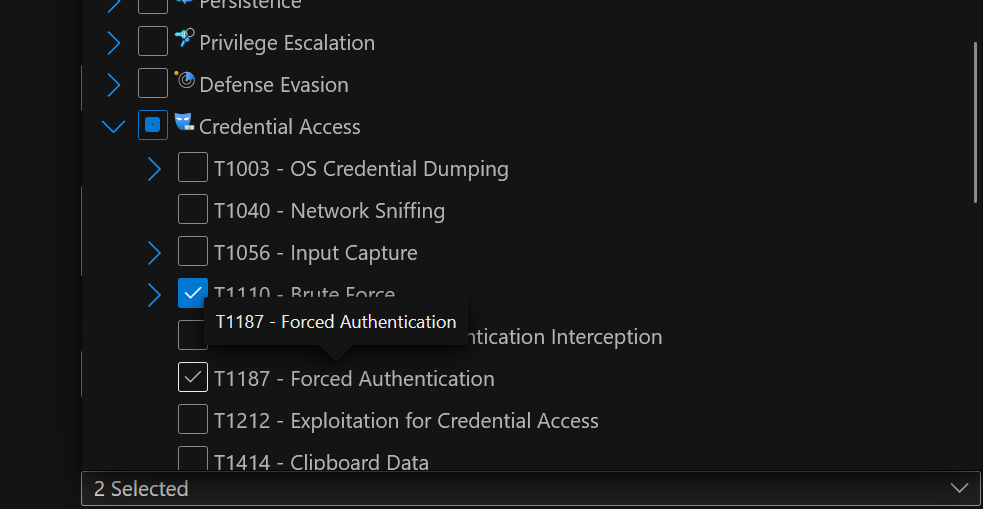 Persistence
Privilege Escalation
Defense Evasion
Credential Access
T1003 - OS Credential Dumping
T1040 - Network Sniffing
T1056 - Input Capture
T1110 - Brute Force
T1187 - Forced Authentication
ntication Interception
T1187 - Forced Authentication
T1212 - Exploitation for Credential Access
T1414 - Clipboard Data
2 Selected